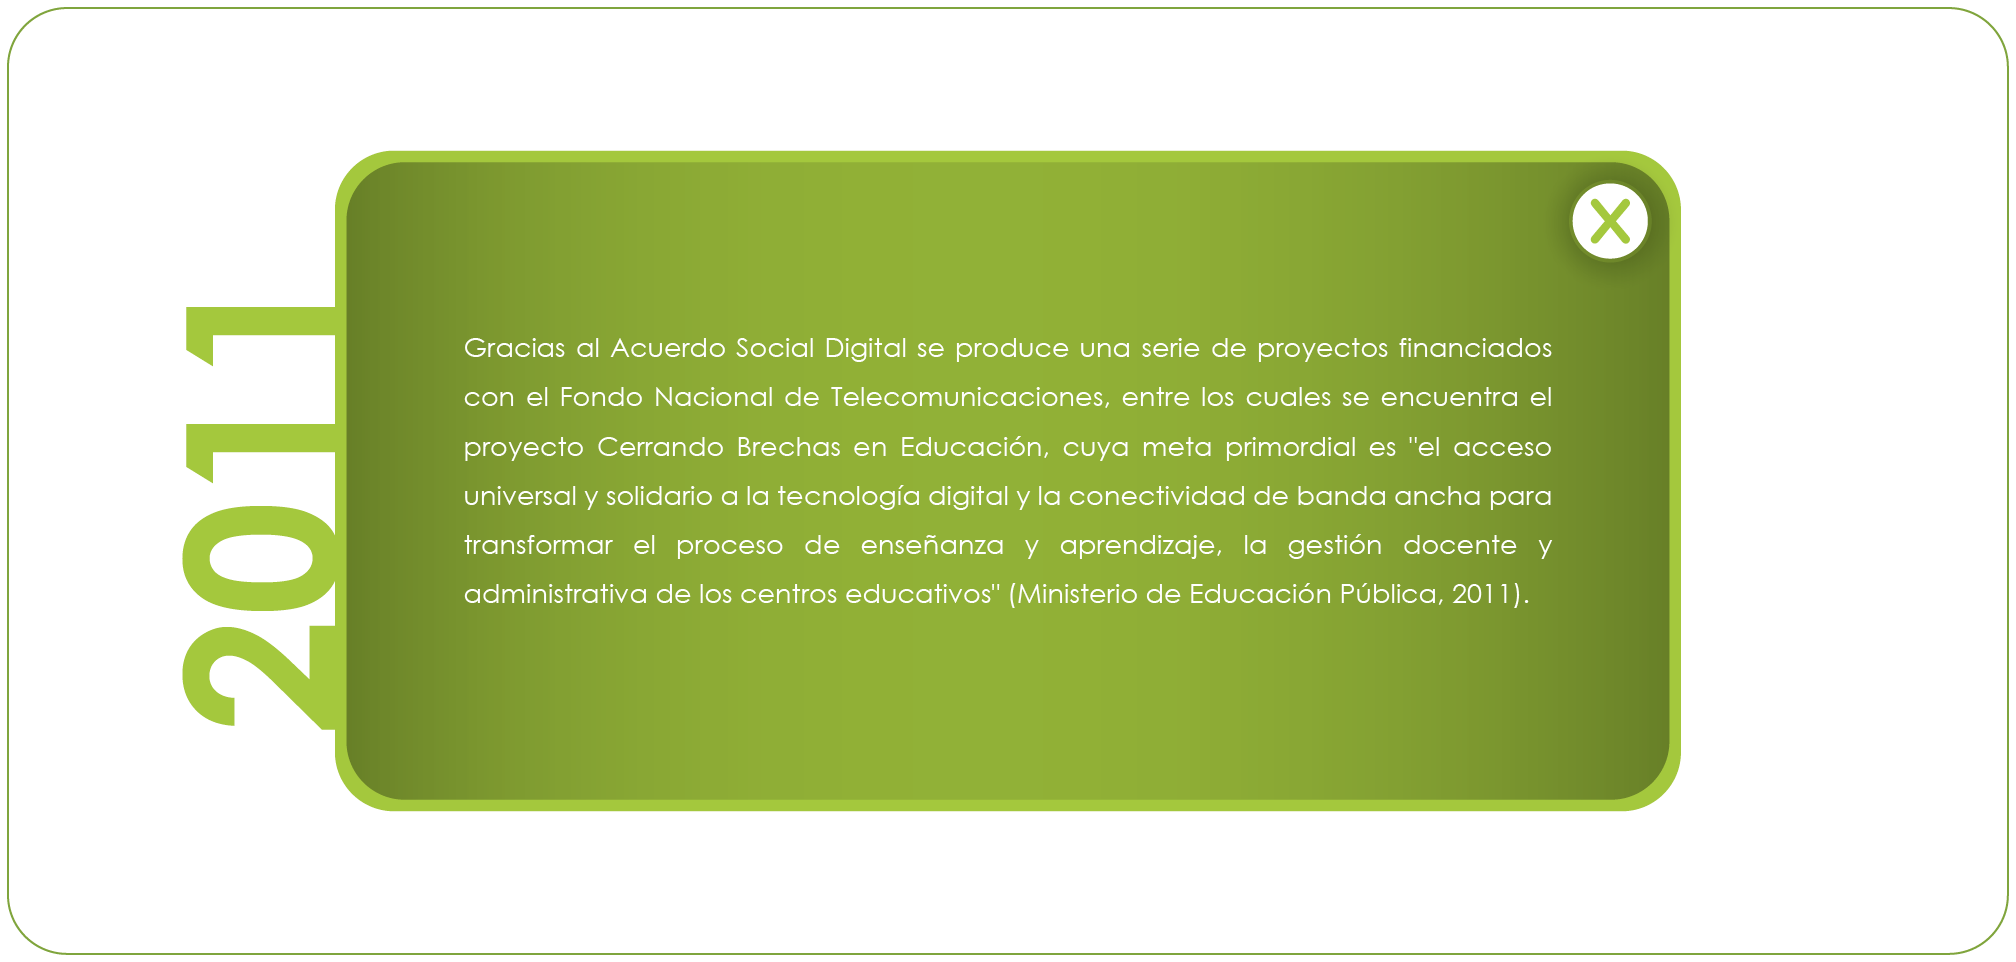 2011
X
Gracias al Acuerdo Social Digital se produce una serie de proyectos financiados
con el Fondo Nacional de Telecomunicaciones, entre los cuales se encuentra el
proyecto Cerrando Brechas en Educación, cuya meta primordial es "el acceso
universal y solidario a la tecnología digital y la conectividad de banda ancha para
transformar el proceso de enseñanza y aprendizaje, la gestión docente y
administrativa de los centros educativos" (Ministerio de Educación Pública, 2011).